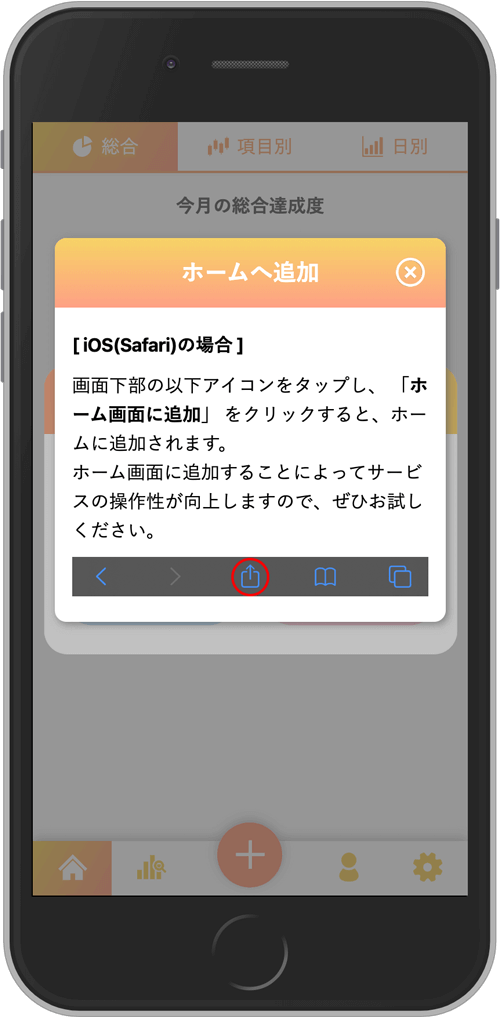 総合 項目別 日別
今月の総合達成度
ホームへ追加
[ iOS(Safari)の場合 ]
画面下部の以下アイコンをタップし、 「ホ
ーム画面に追加」 をクリックすると、ホー
ムに追加されます。
ホーム画面に追加することによってサービ
スの操作性が向上しますので、ぜひお試し
ください。